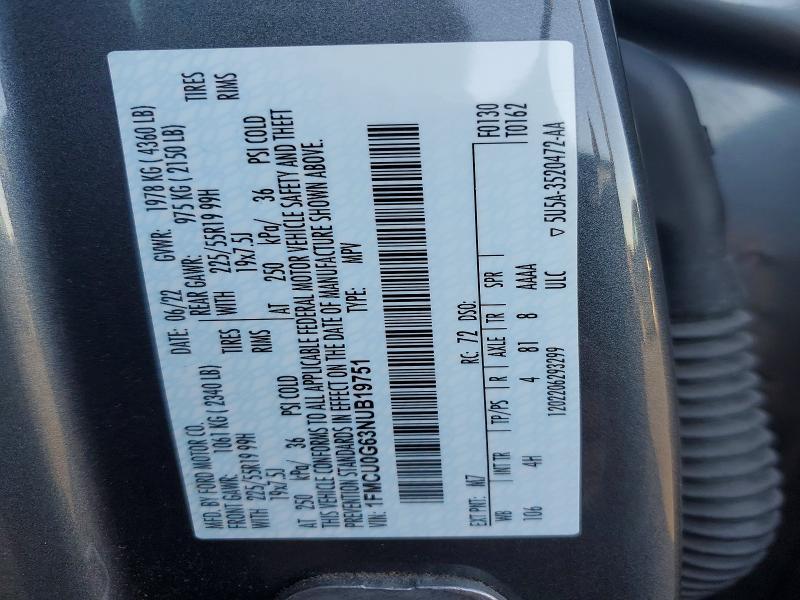 MFD. BY FORD MOTOR CO.
DATE: 06/22 GVWR: 1978 KG (4360 LB)
FRONT GAWR: 1061 KG (2340 LB) REAR GAWR: 975 KG (2150 LB)
WITH 225/55R19 99H TIRES WITH 225/55R19 99H TIRES
19x7.5J RIMS 19x7.5J RIMS
AT 250 kPa/ 36 PSI COLD AT 250 kPa/ 36 PSI COLD
THIS VEHICLE CONFORMS TO ALL APPLICABLE FEDERAL MOTOR VEHICLE SAFETY AND THEFT
PREVENTION STANDARDS IN EFFECT ON THE DATE OF MANUFACTURE SHOWN ABOVE.
VIN: 1FMCU0G63NUB19751 TYPE: MPV
EXT PNT: M7 RC: 72 DSO: F0130
T0162
WB INT TR TP/PS R AXLE TR SPR
106 4H 4 81 8 AAAA
1202206293299 ULC ▽ 5U5A-3520472-AA